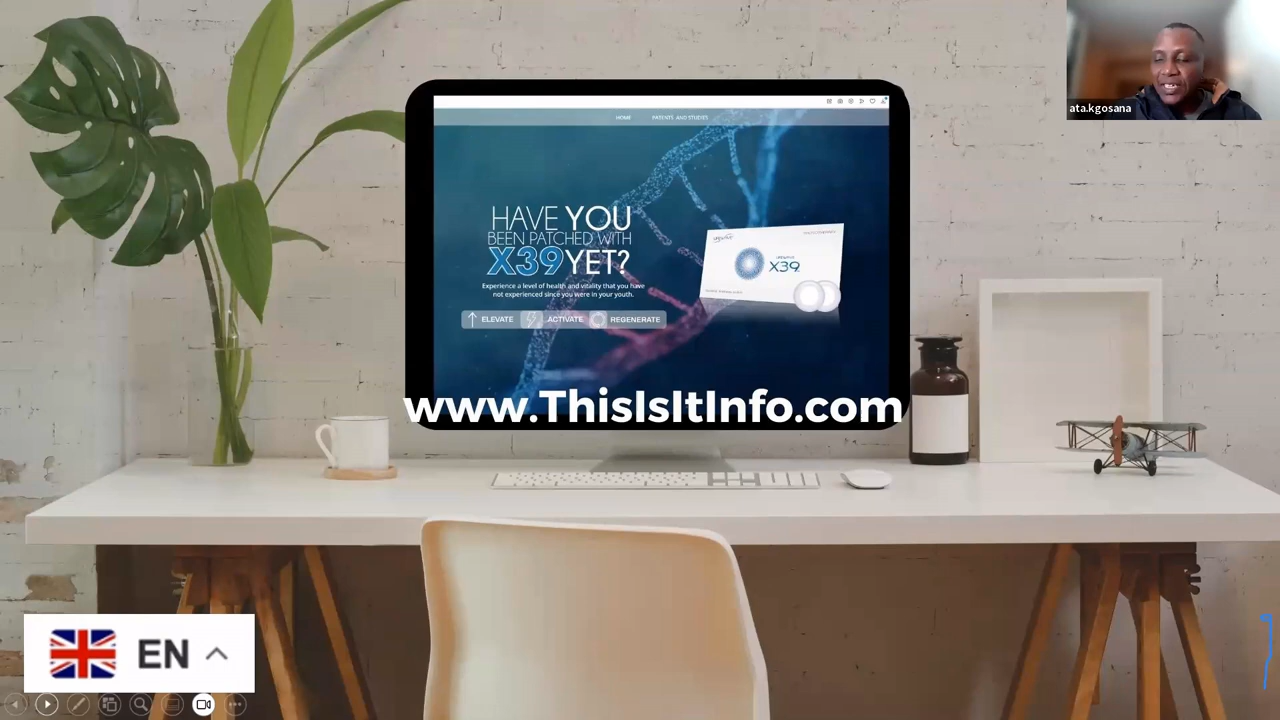 ata.kgosana
HOME PATENTS AND STUDIES
HAVE YOU
BEEN PATCHED WITH
X39 YET?
Experience a level of health and vitality that you have
not experienced since you were in your youth.
ELEVATE ACTIVATE REGENERATE
X39
www.ThisIsItInfo.com
EN